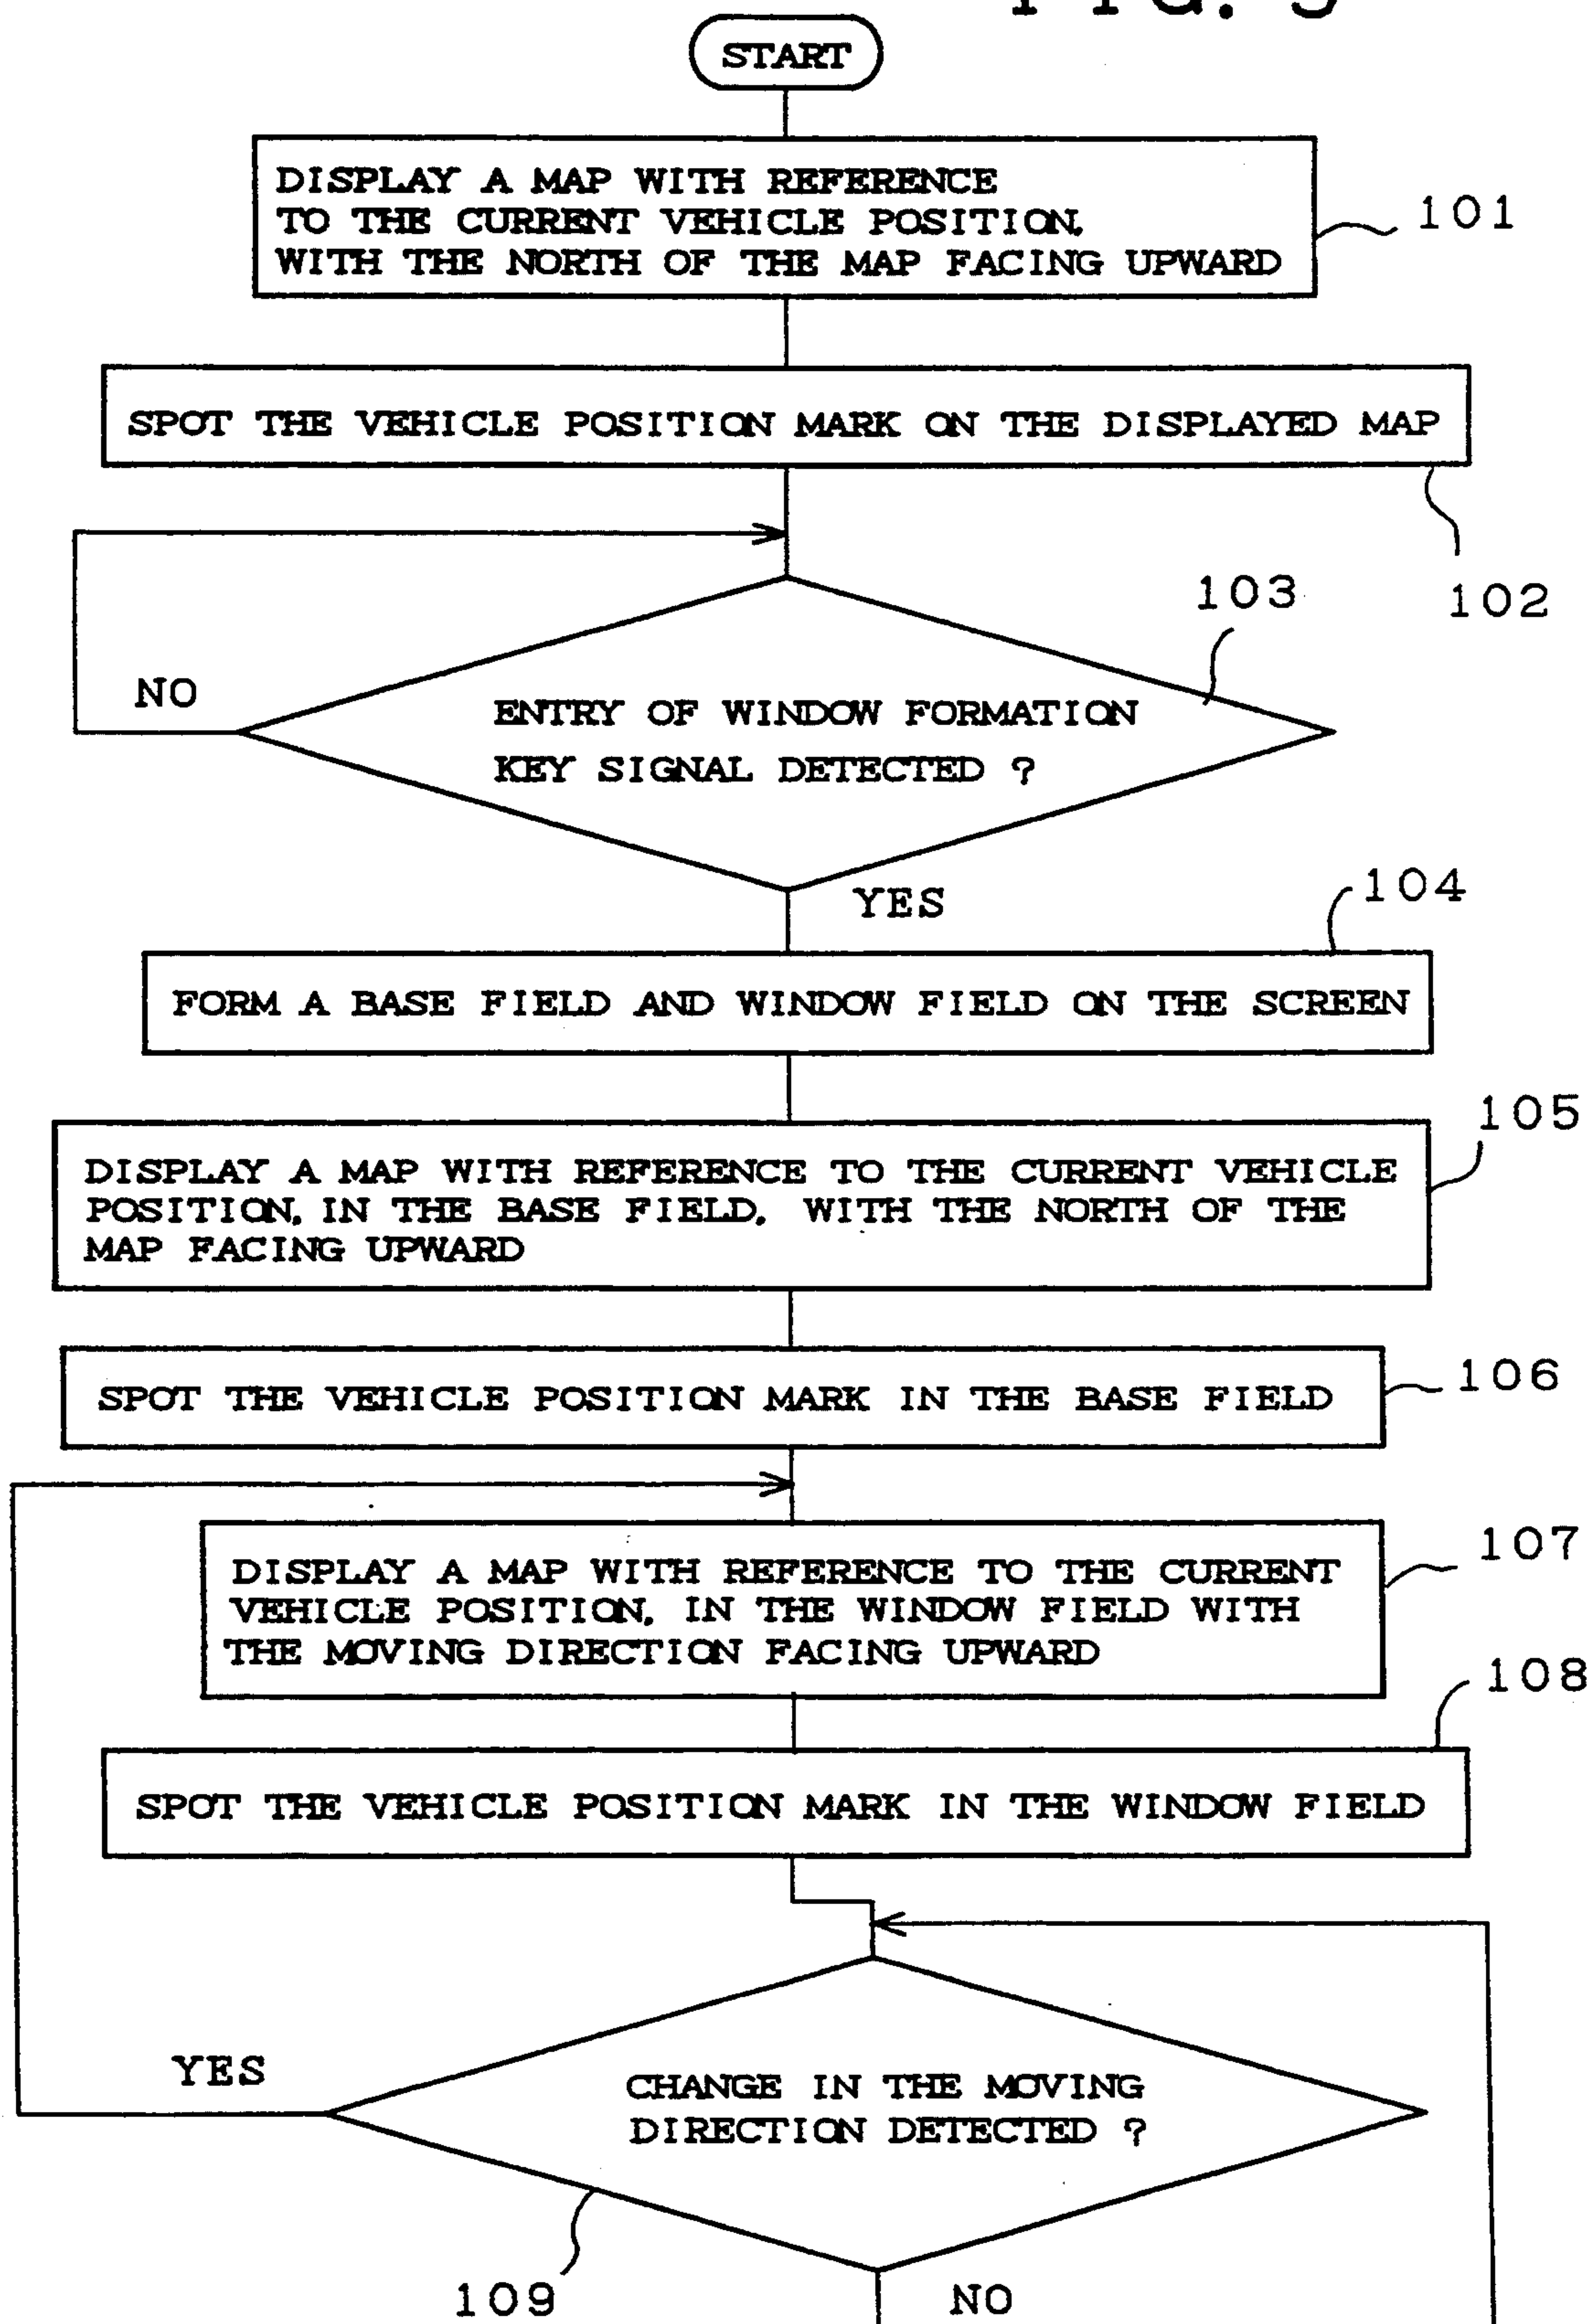 START
DISPLAY A MAP WITH REFERENCE
TO THE CURRENT VEHICLE POSITION,
WITH THE NORTH OF THE MAP FACING UPWARD
101
SPOT THE VEHICLE POSITION MARK ON THE DISPLAYED MAP
102
103
NO
ENTRY OF WINDOW FORMATION
KEY SIGNAL DETECTED ?
YES
104
FORM A BASE FIELD AND WINDOW FIELD ON THE SCREEN
105
DISPLAY A MAP WITH REFERENCE TO THE CURRENT VEHICLE
POSITION, IN THE BASE FIELD, WITH THE NORTH OF THE
MAP FACING UPWARD
SPOT THE VEHICLE POSITION MARK IN THE BASE FIELD
106
107
DISPLAY A MAP WITH REFERENCE TO THE CURRENT
VEHICLE POSITION, IN THE WINDOW FIELD WITH
THE MOVING DIRECTION FACING UPWARD
108
SPOT THE VEHICLE POSITION MARK IN THE WINDOW FIELD
YES
CHANGE IN THE MOVING
DIRECTION DETECTED ?
109
NO